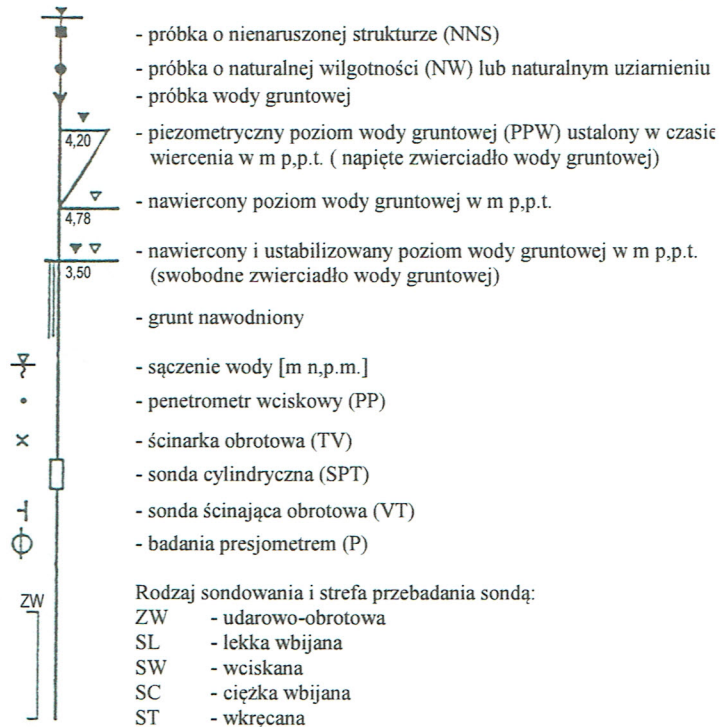 - próbka o nienaruszonej strukturze (NNS)
- próbka o naturalnej wilgotności (NW) lub naturalnym uziarnieniu
- próbka wody gruntowej
4,20
- piezometryczny poziom wody gruntowej (PPW) ustalony w czasie
wiercenia w m p,p.t. ( napięte zwierciadło wody gruntowej)
- nawiercony poziom wody gruntowej w m p,p.t.
4,78
- nawiercony i ustabilizowany poziom wody gruntowej w m p,p.t.
3,50
(swobodne zwierciadło wody gruntowej)
- grunt nawodniony
- sączenie wody [m n,p.m.]
- penetrometr wciskowy (PP)
- ścinarka obrotowa (TV)
- sonda cylindryczna (SPT)
- sonda ścinająca obrotowa (VT)
- badania presjometrem (P)
Rodzaj sondowania i strefa przebadania sondą:
ZW
ZW - udarowo-obrotowa
SL - lekka wbijana
SW - wciskana
SC - ciężka wbijana
ST - wkręcana